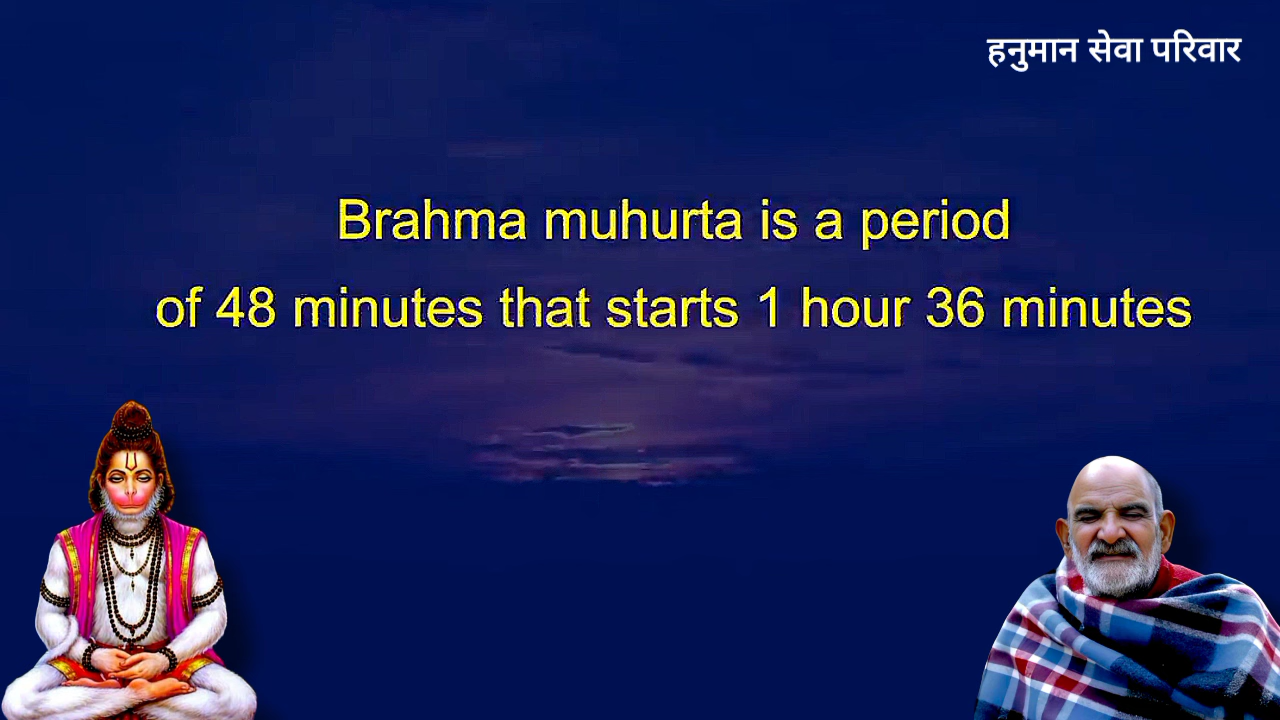 हनुमान सेवा परिवार
Brahma muhurta is a period
of 48 minutes that starts 1 hour 36 minutes